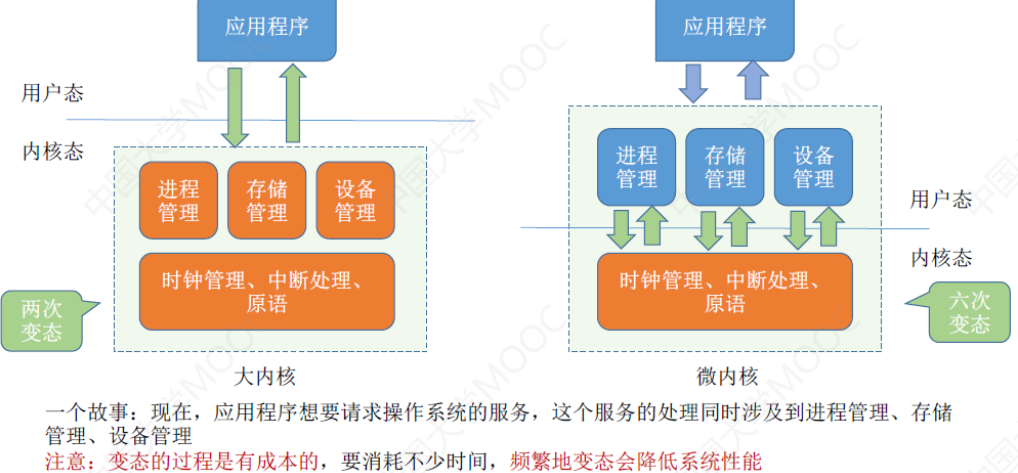 应用程序
应用程序
用户态
内核态
进程
管理
存储
管理
设备
管理
时钟管理、中断处理、
原语
两次
变态
大内核
进程
管理
存储
管理
设备
管理
用户态
内核态
时钟管理、中断处理、
原语
六次
变态
微内核
一个故事：现在，应用程序想要请求操作系统的服务，这个服务的处理同时涉及到进程管理、存储
管理、设备管理
注意：变态的过程是有成本的，要消耗不少时间，频繁地变态会降低系统性能
中国大学MOOC